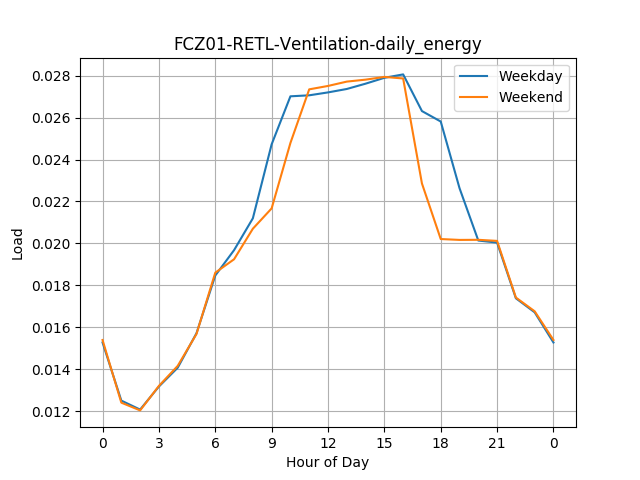 FCZ01-RETL-Ventilation-daily_energy
Weekday
Weekend
Load
0.028
0.026
0.024
0.022
0.020
0.018
0.016
0.014
0.012
0 3 6 9 12 15 18 21 0
Hour of Day